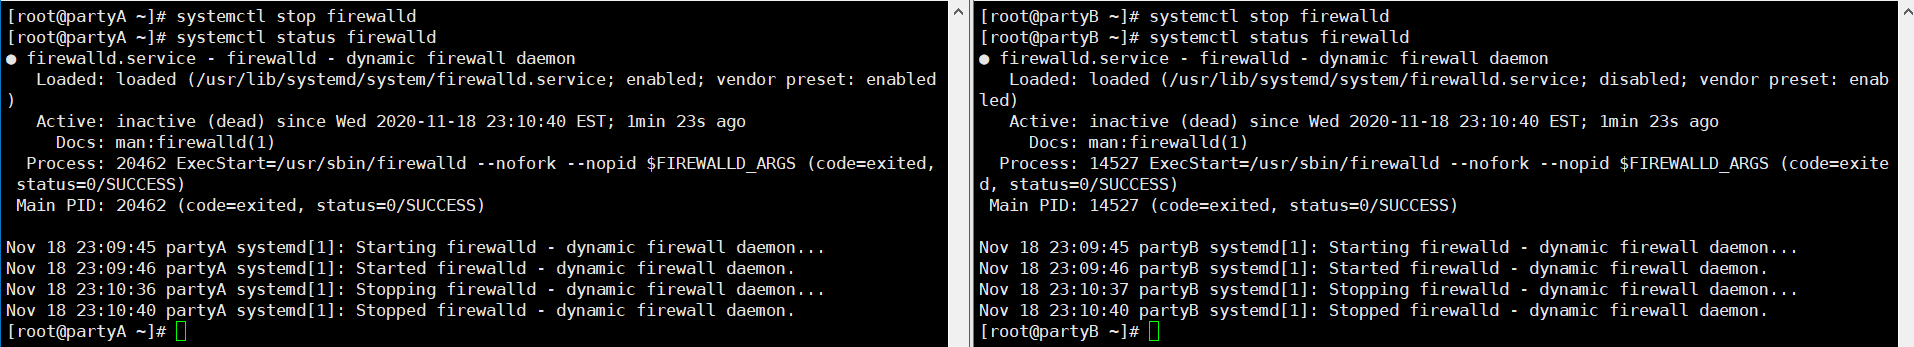 [root@partyA ~]# systemctl stop firewalld
[root@partyA ~]# systemctl status firewalld
● firewalld.service - firewalld - dynamic firewall daemon
   Loaded: loaded (/usr/lib/systemd/system/firewalld.service; enabled; vendor preset: enabled
)
   Active: inactive (dead) since Wed 2020-11-18 23:10:40 EST; 1min 23s ago
     Docs: man:firewalld(1)
  Process: 20462 ExecStart=/usr/sbin/firewalld --nofork --nopid $FIREWALLD_ARGS (code=exited,
 status=0/SUCCESS)
 Main PID: 20462 (code=exited, status=0/SUCCESS)

Nov 18 23:09:45 partyA systemd[1]: Starting firewalld - dynamic firewall daemon...
Nov 18 23:09:46 partyA systemd[1]: Started firewalld - dynamic firewall daemon.
Nov 18 23:10:36 partyA systemd[1]: Stopping firewalld - dynamic firewall daemon...
Nov 18 23:10:40 partyA systemd[1]: Stopped firewalld - dynamic firewall daemon.
[root@partyA ~]#
[root@partyB ~]# systemctl stop firewalld
[root@partyB ~]# systemctl status firewalld
● firewalld.service - firewalld - dynamic firewall daemon
   Loaded: loaded (/usr/lib/systemd/system/firewalld.service; disabled; vendor preset: enab
led)
   Active: inactive (dead) since Wed 2020-11-18 23:10:40 EST; 1min 23s ago
     Docs: man:firewalld(1)
  Process: 14527 ExecStart=/usr/sbin/firewalld --nofork --nopid $FIREWALLD_ARGS (code=exite
d, status=0/SUCCESS)
 Main PID: 14527 (code=exited, status=0/SUCCESS)

Nov 18 23:09:45 partyB systemd[1]: Starting firewalld - dynamic firewall daemon...
Nov 18 23:09:46 partyB systemd[1]: Started firewalld - dynamic firewall daemon.
Nov 18 23:10:37 partyB systemd[1]: Stopping firewalld - dynamic firewall daemon...
Nov 18 23:10:40 partyB systemd[1]: Stopped firewalld - dynamic firewall daemon.
[root@partyB ~]#